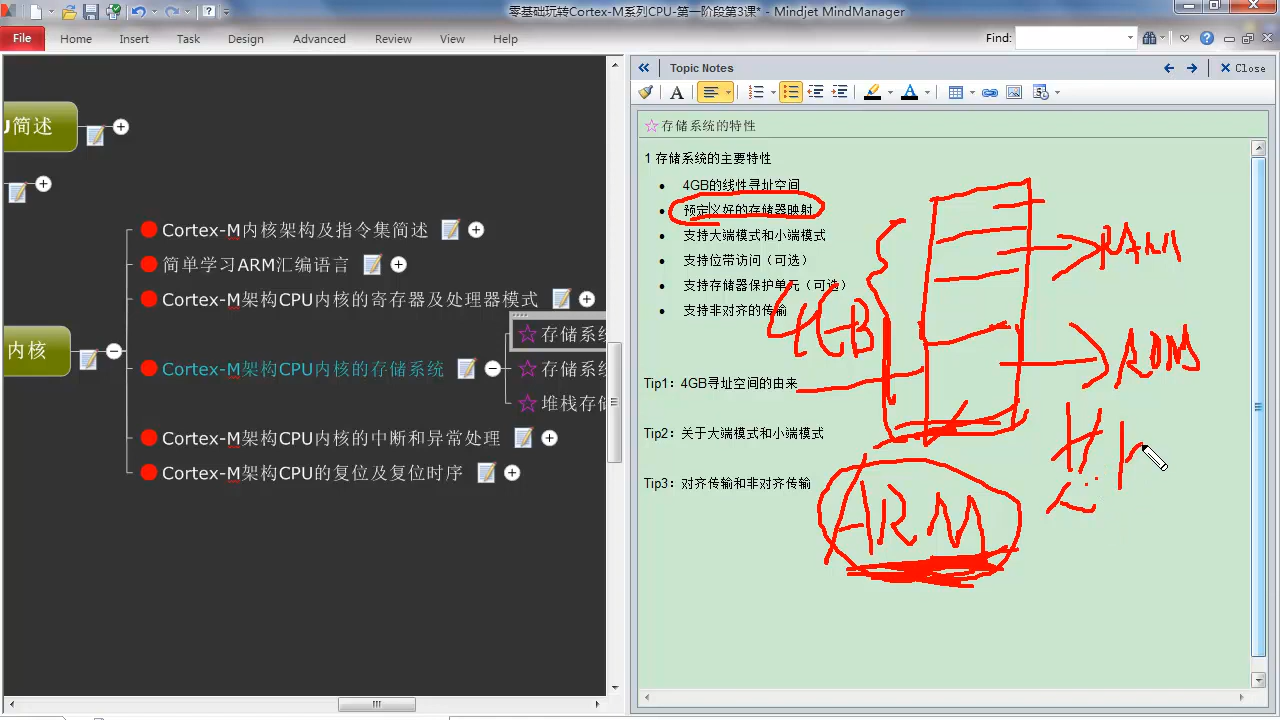 零基础玩转Cortex-M系列CPU-第一阶段第3课* - Mindjet MindManager
File Home Insert Task Design Advanced Review View Help Find:
Topic Notes Close
☆存储系统的特性
1 存储系统的主要特性
4GB的线性寻址空间
预定义好的存储器映射
支持大端模式和小端模式
支持位带访问（可选）
支持存储器保护单元（可选）
支持非对齐的传输
Tip1：4GB寻址空间的由来
Tip2：关于大端模式和小端模式
Tip3：对齐传输和非对齐传输
4GB
RAM
ROM
ARM
简述
Cortex-M内核架构及指令集简述
简单学习ARM汇编语言
Cortex-M架构CPU内核的寄存器及处理器模式
内核
Cortex-M架构CPU内核的存储系统
☆ 存储系
☆ 存储系
☆ 堆栈存
Cortex-M架构CPU内核的中断和异常处理
Cortex-M架构CPU的复位及复位时序